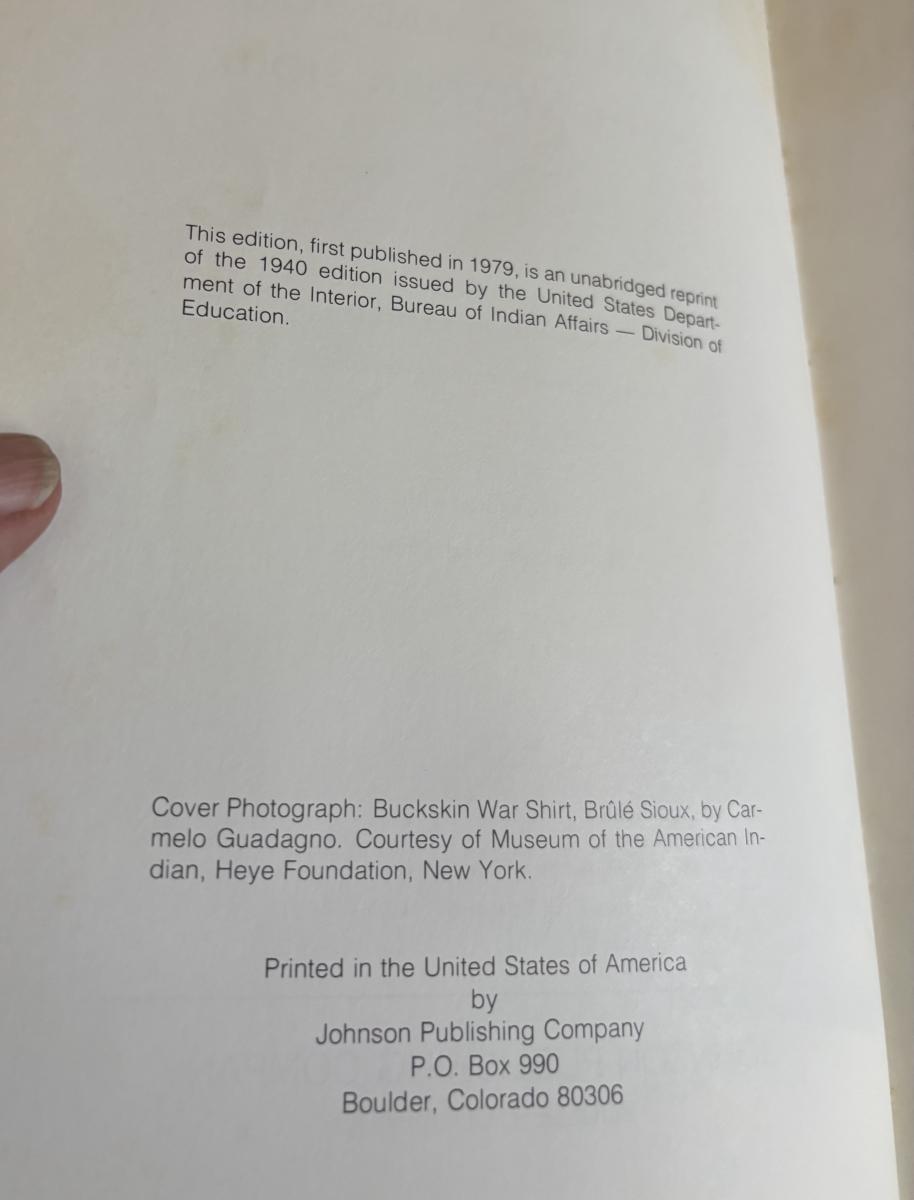 This edition, first published in 1979, is an unabridged reprint
of the 1940 edition issued by the United States Depart-
ment of the Interior, Bureau of Indian Affairs — Division of
Education.
Cover Photograph: Buckskin War Shirt, Brûlé Sioux, by Car-
melo Guadagno. Courtesy of Museum of the American In-
dian, Heye Foundation, New York.
Printed in the United States of America
by
Johnson Publishing Company
P.O. Box 990
Boulder, Colorado 80306